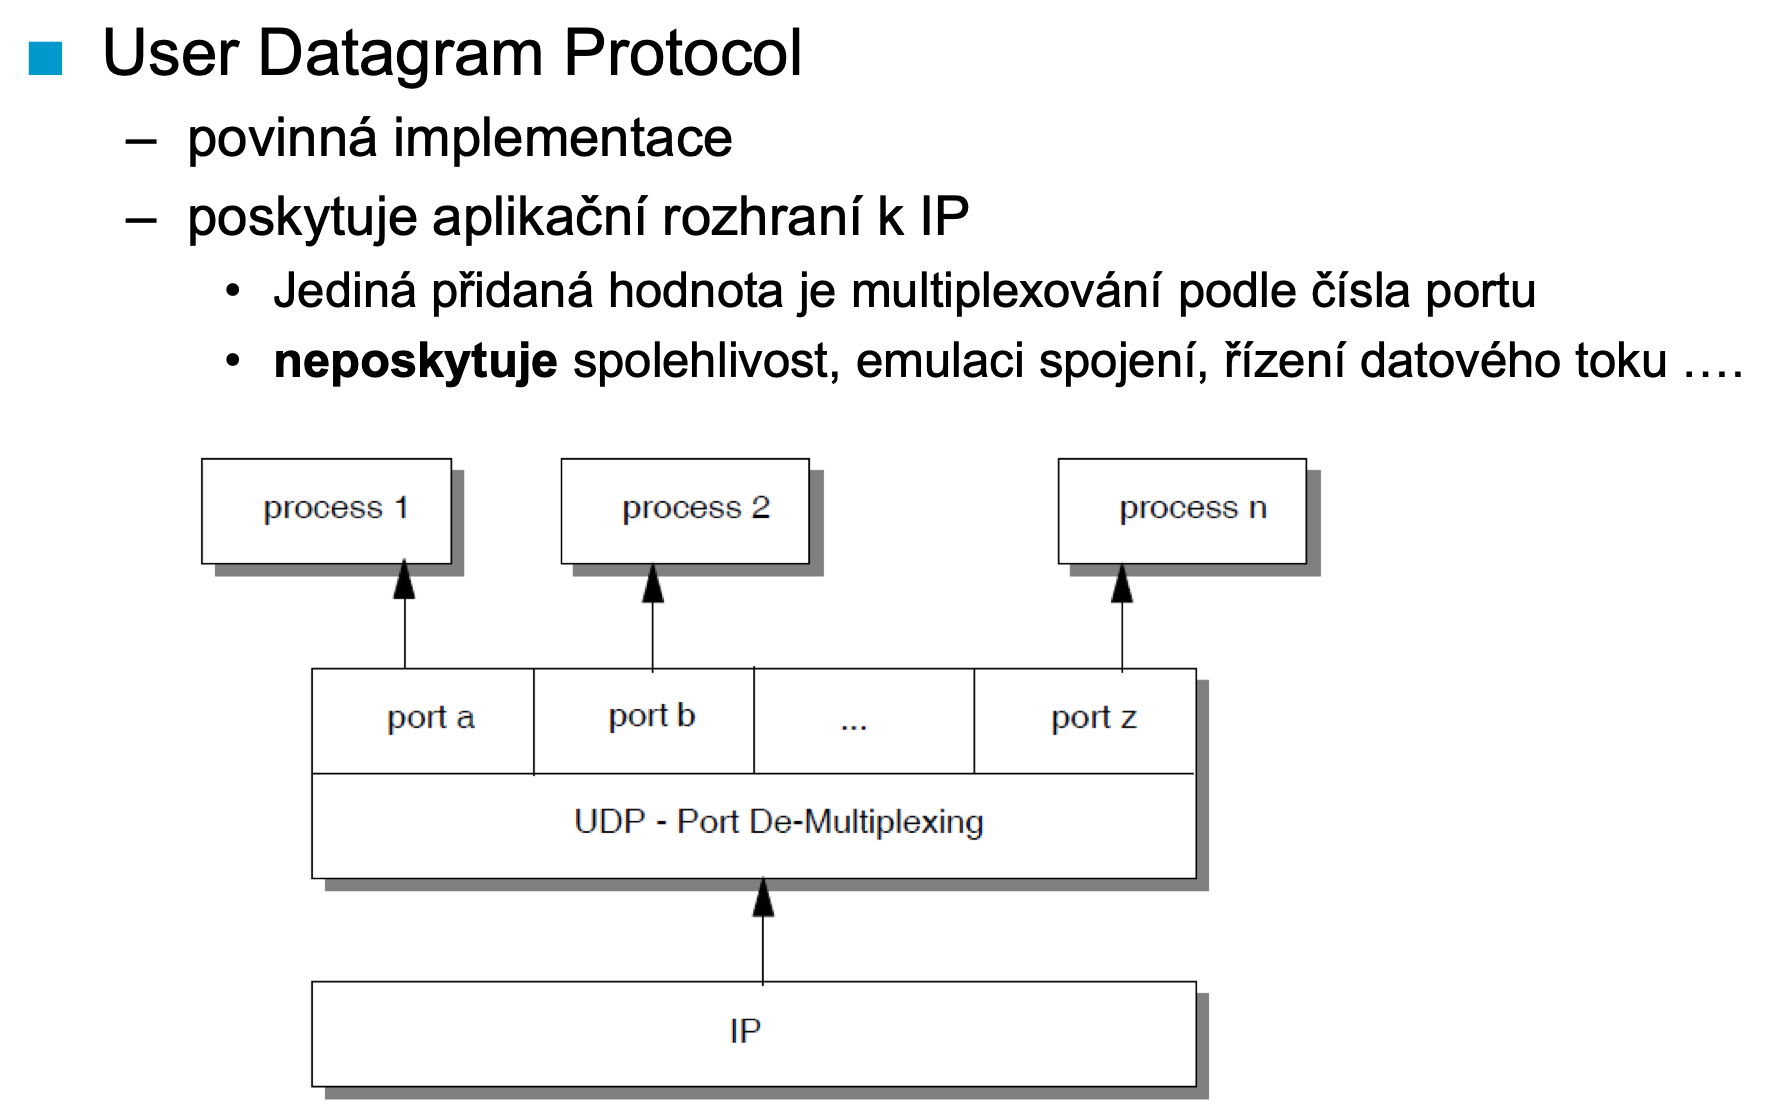 User Datagram Protocol
– povinná implementace
– poskytuje aplikační rozhraní k IP
• Jediná přidaná hodnota je multiplexování podle čísla portu
• neposkytuje spolehlivost, emulaci spojení, řízení datového toku ….
process 1
process 2
process n
port a
port b
...
port z
UDP - Port De-Multiplexing
IP